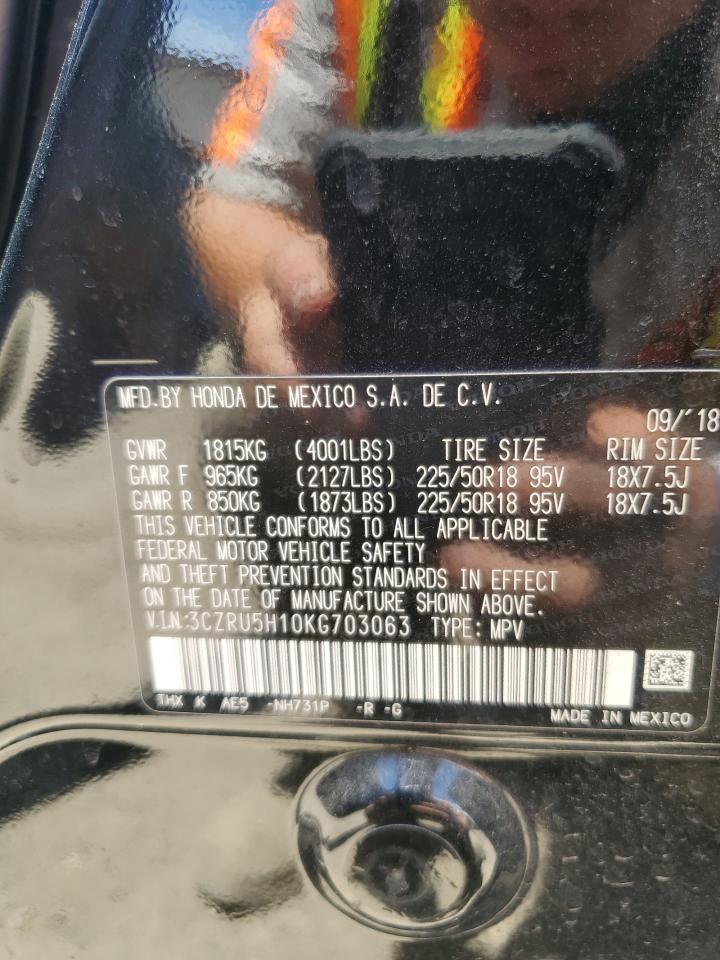 MFD.BY HONDA DE MEXICO S.A. DE C.V.
09/'18
GVWR 1815KG (4001LBS) TIRE SIZE RIM SIZE
GAWR F 965KG (2127LBS) 225/50R18 95V 18X7.5J
GAWR R 850KG (1873LBS) 225/50R18 95V 18X7.5J
THIS VEHICLE CONFORMS TO ALL APPLICABLE
FEDERAL MOTOR VEHICLE SAFETY
AND THEFT PREVENTION STANDARDS IN EFFECT
ON THE DATE OF MANUFACTURE SHOWN ABOVE.
V.I.N:3CZRU5H10KG703063 TYPE:MPV
THX K AE5 -NH731P -R -G
MADE IN MEXICO